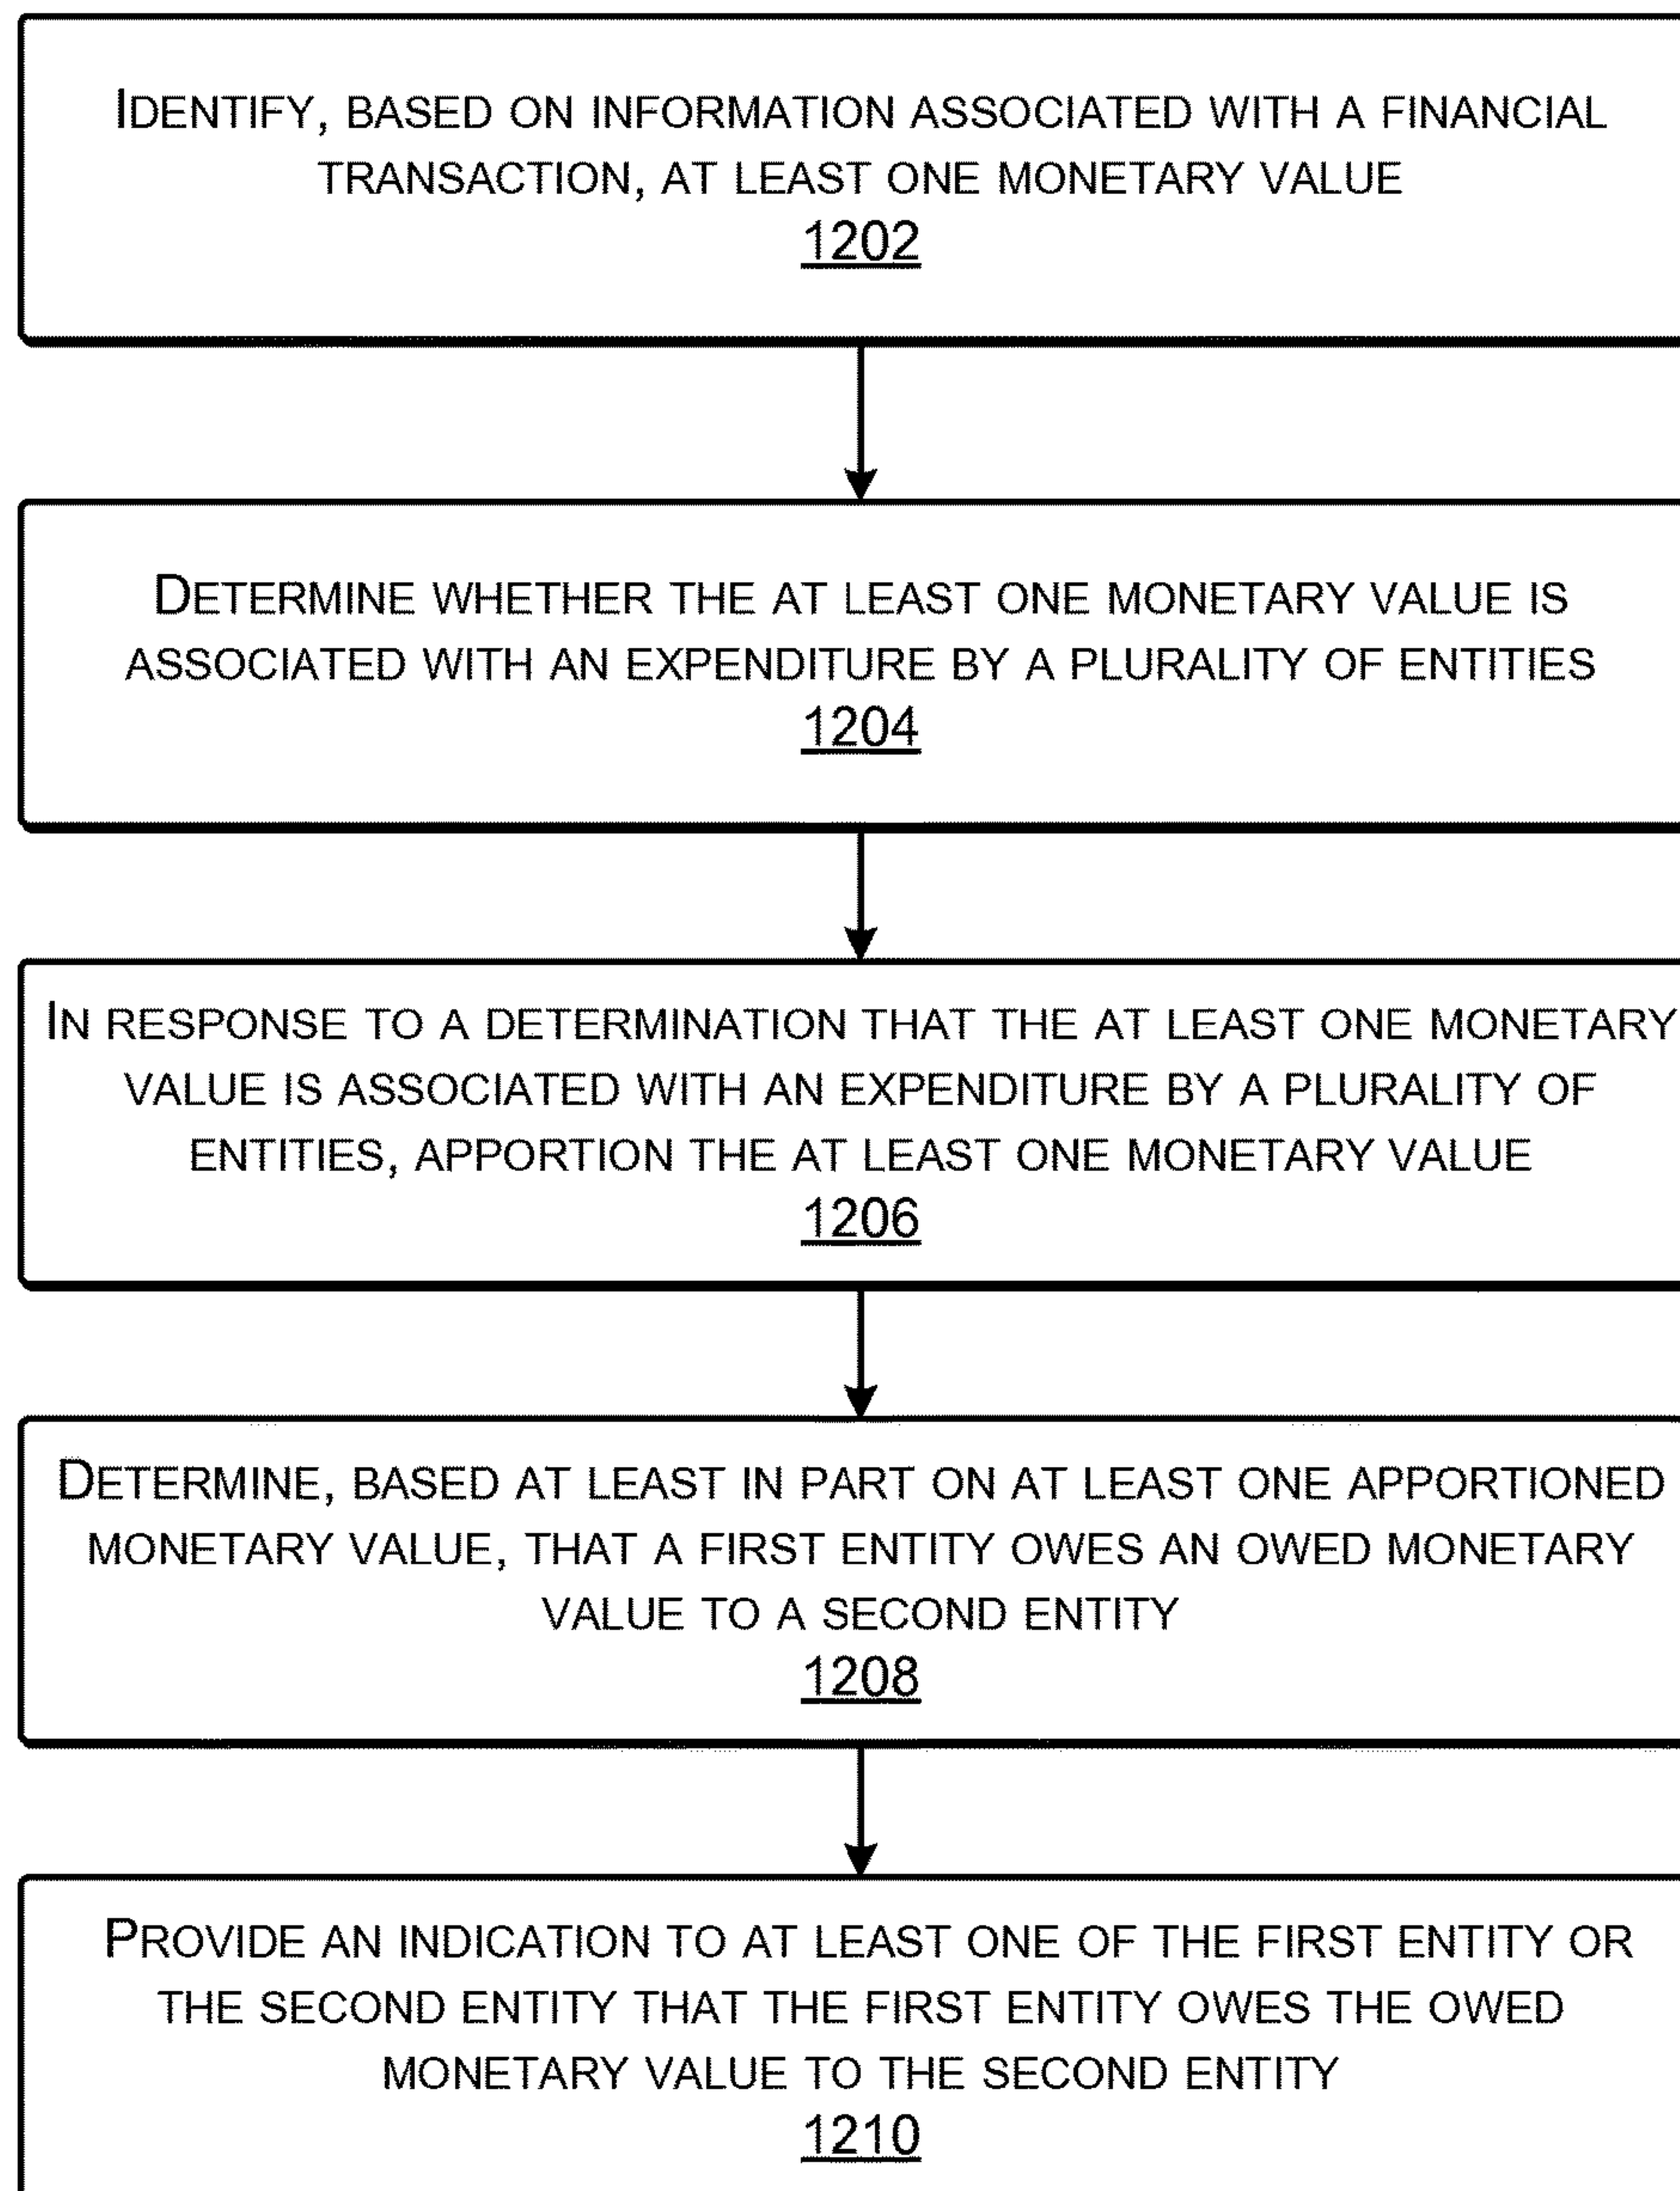 IDENTIFY, BASED ON INFORMATION ASSOCIATED WITH A FINANCIAL
TRANSACTION, AT LEAST ONE MONETARY VALUE
1202
DETERMINE WHETHER THE AT LEAST ONE MONETARY VALUE IS
ASSOCIATED WITH AN EXPENDITURE BY A PLURALITY OF ENTITIES
1204
IN RESPONSE TO A DETERMINATION THAT THE AT LEAST ONE MONETARY
VALUE IS ASSOCIATED WITH AN EXPENDITURE BY A PLURALITY OF
ENTITIES, APPORTION THE AT LEAST ONE MONETARY VALUE
1206
DETERMINE, BASED AT LEAST IN PART ON AT LEAST ONE APPORTIONED
MONETARY VALUE, THAT A FIRST ENTITY OWES AN OWED MONETARY
VALUE TO A SECOND ENTITY
1208
PROVIDE AN INDICATION TO AT LEAST ONE OF THE FIRST ENTITY OR
THE SECOND ENTITY THAT THE FIRST ENTITY OWES THE OWED
MONETARY VALUE TO THE SECOND ENTITY
1210